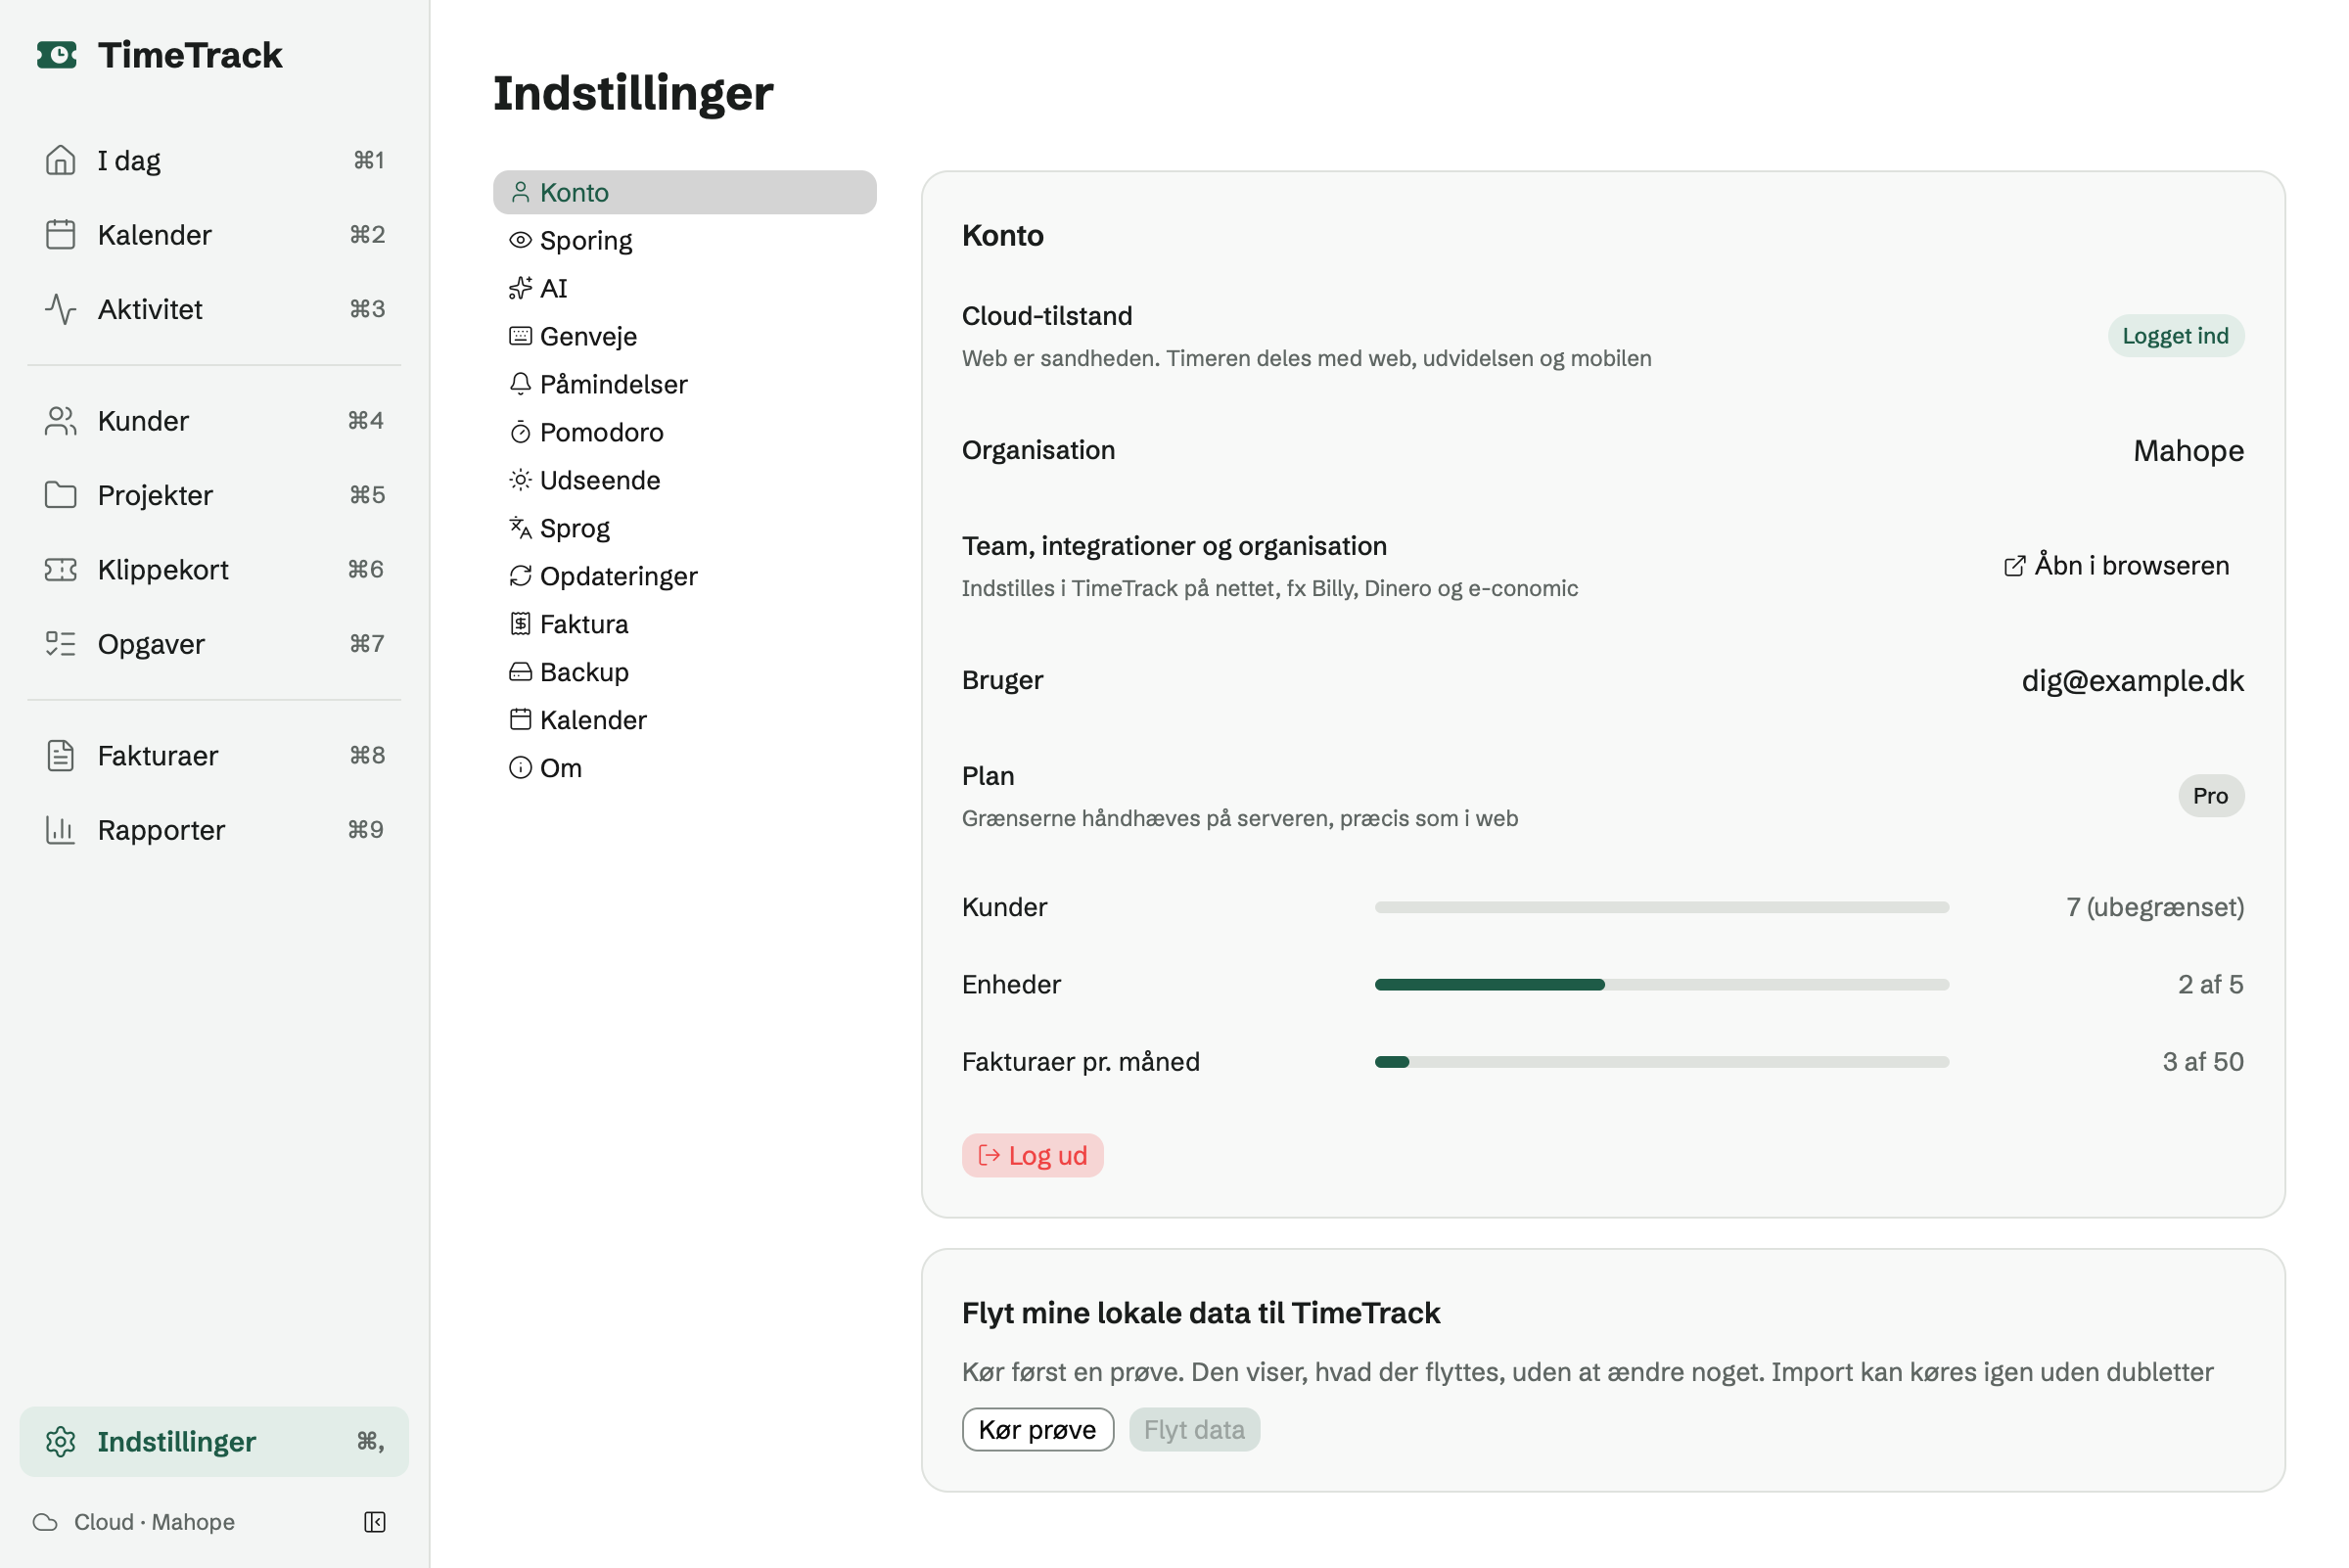 TimeTrack
I dag ⌘1
Kalender ⌘2
Aktivitet ⌘3
Kunder ⌘4
Projekter ⌘5
Klippekort ⌘6
Opgaver ⌘7
Fakturaer ⌘8
Rapporter ⌘9
Indstillinger ⌘,
Cloud · Mahope
Indstillinger
Konto
Sporing
AI
Genveje
Påmindelser
Pomodoro
Udseende
Sprog
Opdateringer
Faktura
Backup
Kalender
Om
Konto
Cloud-tilstand
Web er sandheden. Timeren deles med web, udvidelsen og mobilen
Logget ind
Organisation Mahope
Team, integrationer og organisation
Indstilles i TimeTrack på nettet, fx Billy, Dinero og e-conomic
Åbn i browseren
Bruger dig@example.dk
Plan
Grænserne håndhæves på serveren, præcis som i web
Pro
Kunder 7 (ubegrænset)
Enheder 2 af 5
Fakturaer pr. måned 3 af 50
Log ud
Flyt mine lokale data til TimeTrack
Kør først en prøve. Den viser, hvad der flyttes, uden at ændre noget. Import kan køres igen uden dubletter
Kør prøve Flyt data